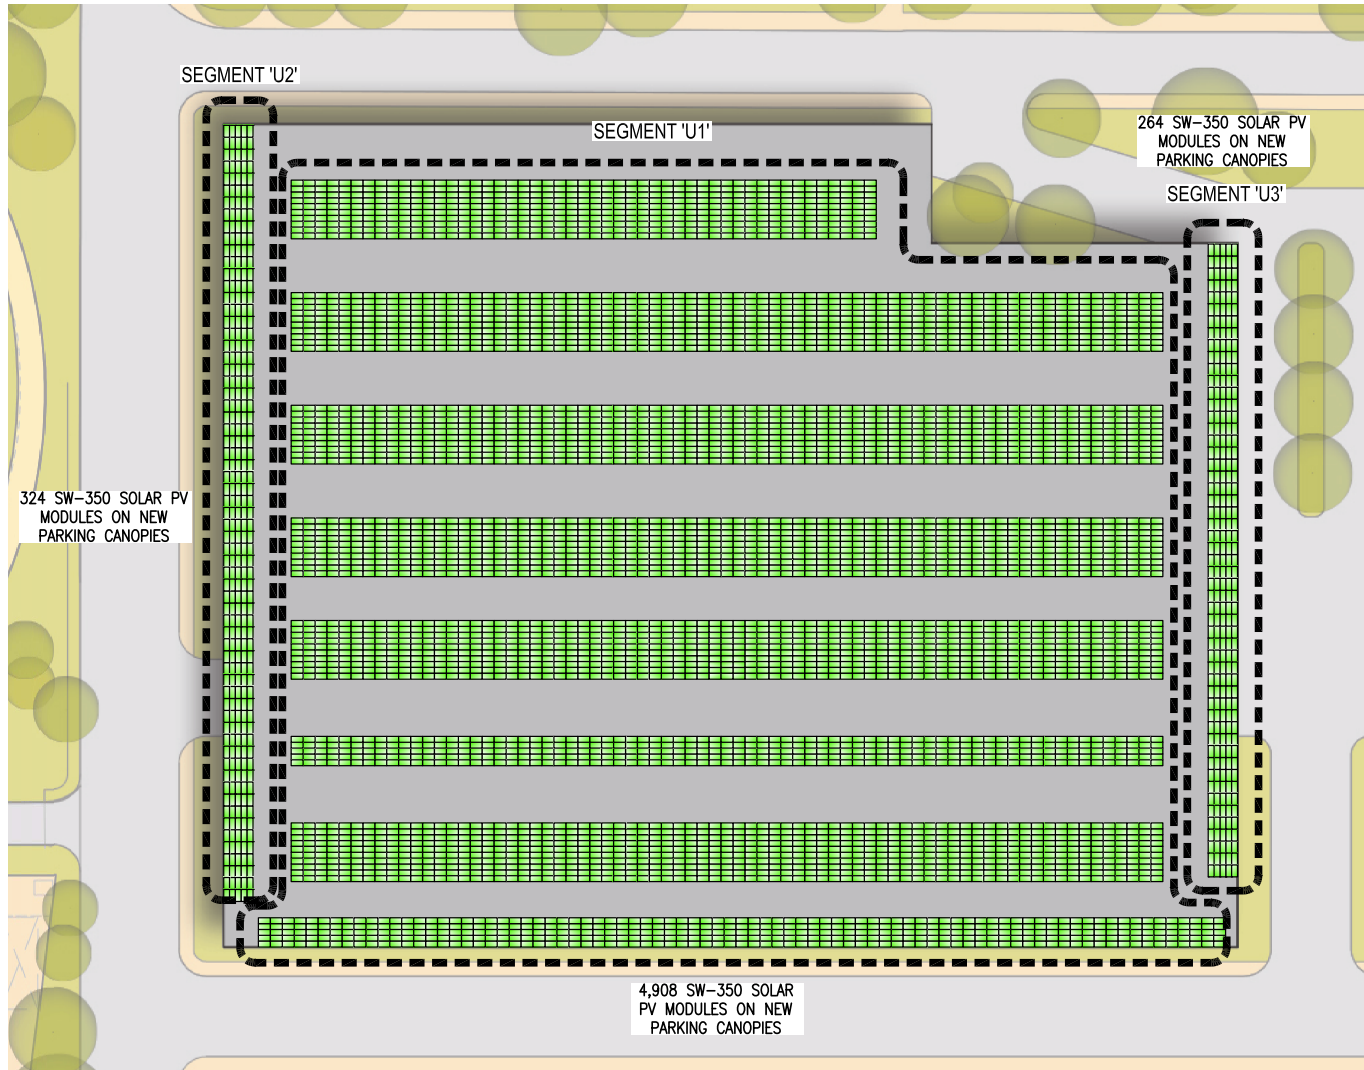 SEGMENT 'U2'
SEGMENT 'U1'
264 SW-350 SOLAR PV
MODULES ON NEW
PARKING CANOPIES
SEGMENT 'U3'
324 SW-350 SOLAR PV
MODULES ON NEW
PARKING CANOPIES
4,908 SW-350 SOLAR
PV MODULES ON NEW
PARKING CANOPIES